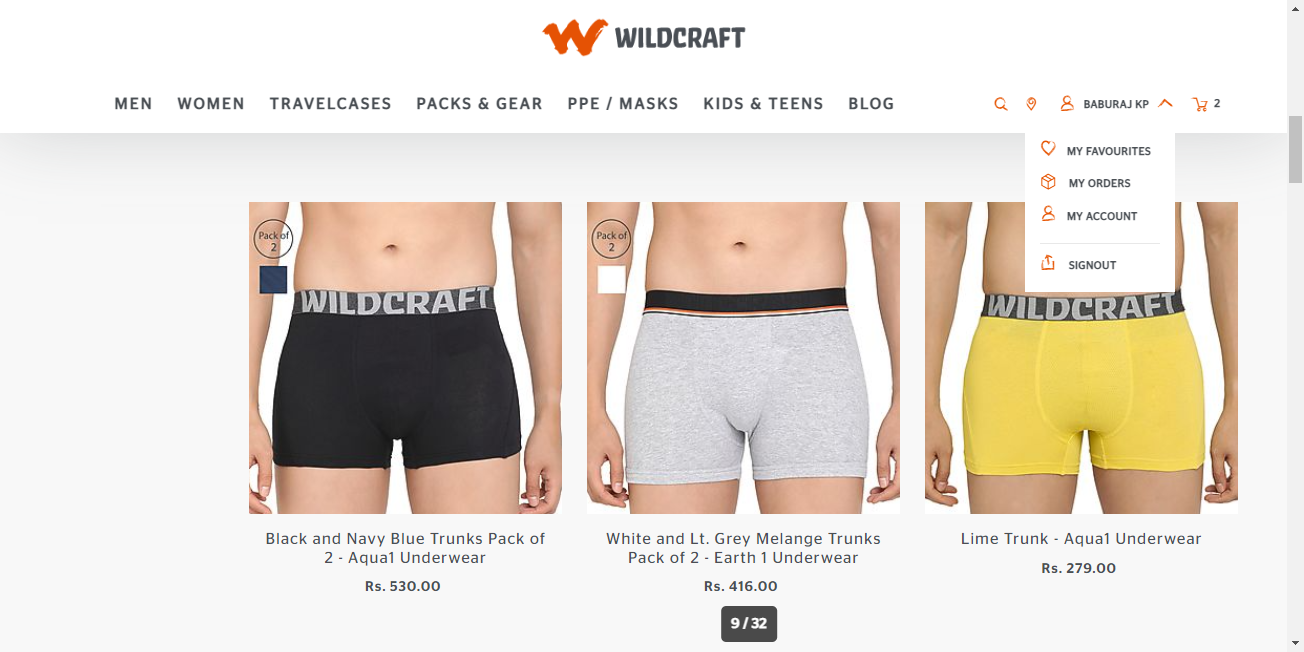 WILDCRAFT
MEN WOMEN TRAVELCASES PACKS & GEAR PPE / MASKS KIDS & TEENS BLOG BABURAJ KP 2
MY FAVOURITES
MY ORDERS
MY ACCOUNT
SIGNOUT
Pack of
2
WILDCRAFT
Pack of
2
WILDCRAFT
Black and Navy Blue Trunks Pack of
2 - Aqua1 Underwear
Rs. 530.00
White and Lt. Grey Melange Trunks
Pack of 2 - Earth 1 Underwear
Rs. 416.00
Lime Trunk - Aqua1 Underwear
Rs. 279.00
9 / 32